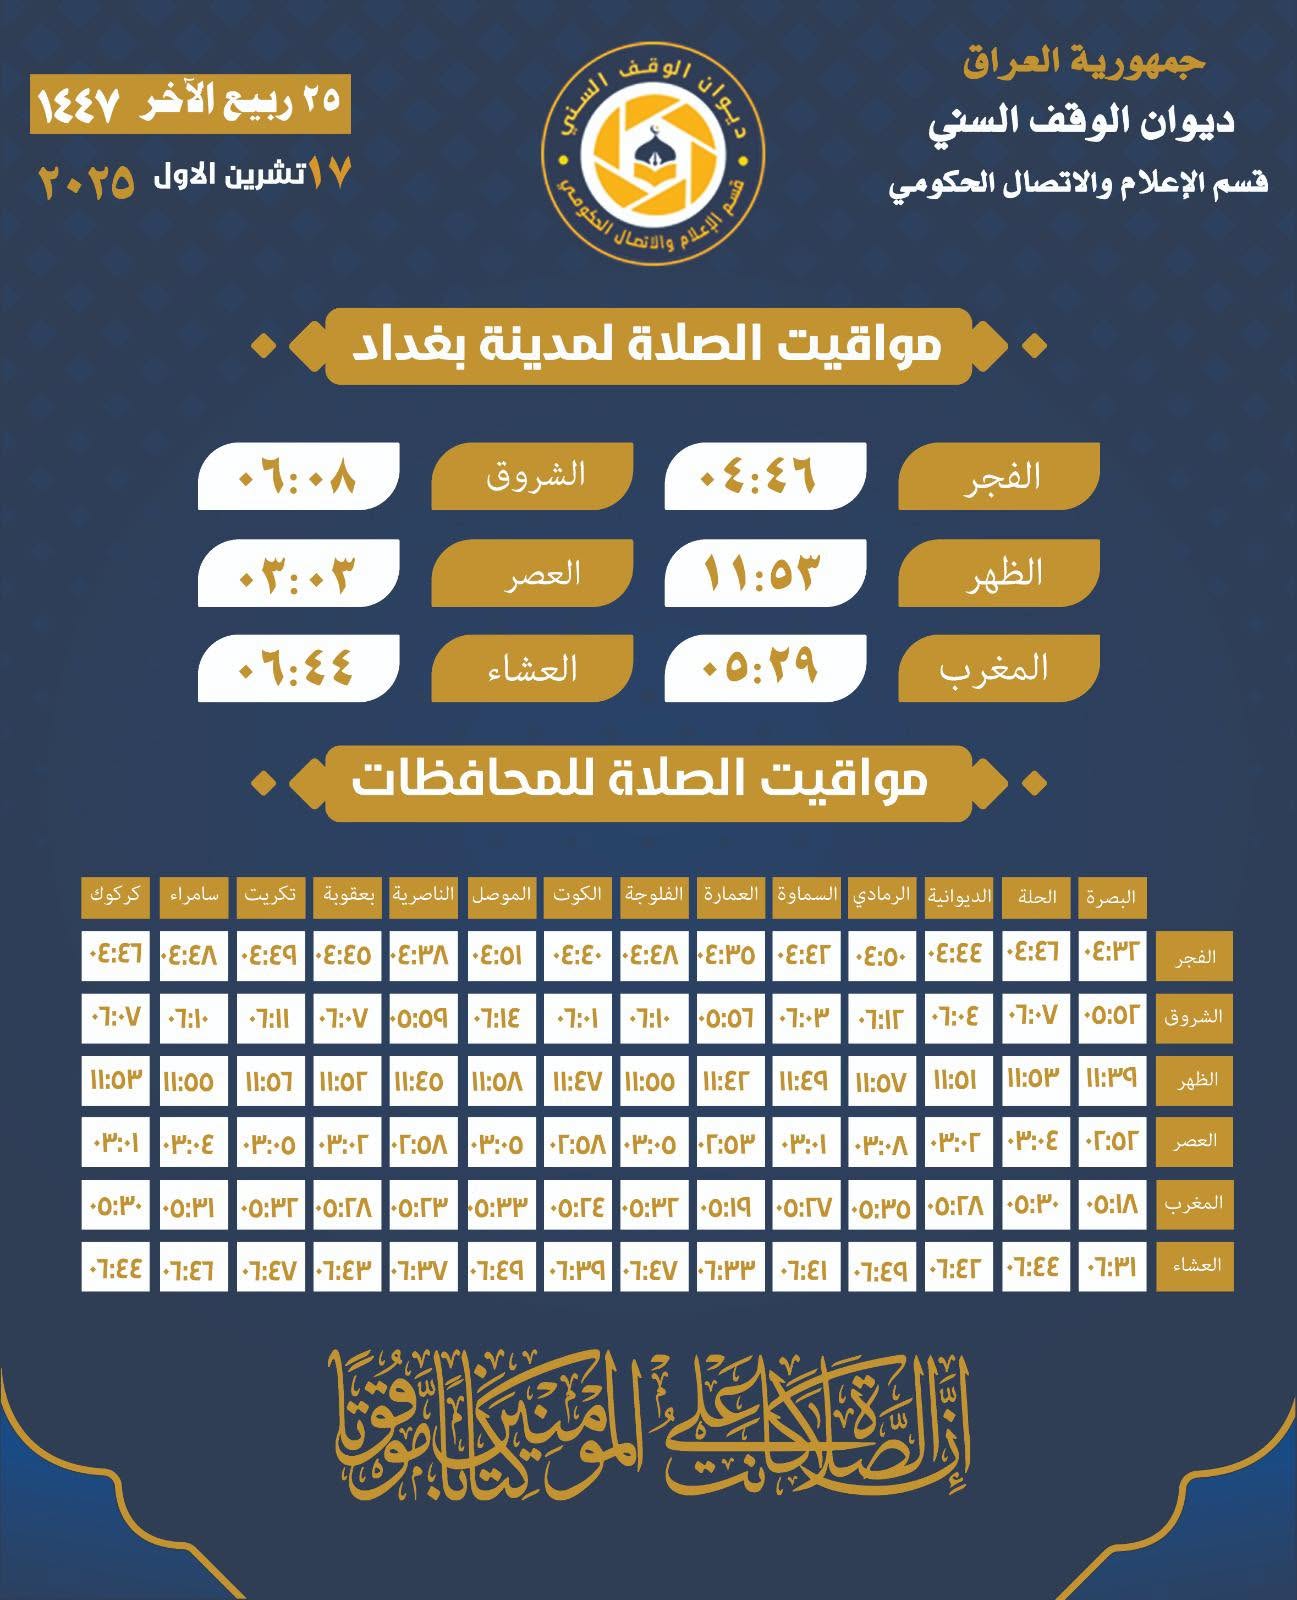 جمهورية العراق
ديوان الوقف السني
قسم الإعلام والاتصال الحكومي
ديوان الوقف السني
قسم الإعلام والاتصال الحكومي
٢٥ ربيع الآخر ١٤٤٧
١٧ تشرين الاول ٢٠٢٥
مواقيت الصلاة لمدينة بغداد
الفجر ٠٤:٤٦ الشروق ٠٦:٠٨
الظهر ١١:٥٣ العصر ٠٣:٠٣
المغرب ٠٥:٢٩ العشاء ٠٦:٤٤
مواقيت الصلاة للمحافظات
البصرة الحلة الديوانية الرمادي السماوة العمارة الفلوجة الكوت الموصل الناصرية بعقوبة تكريت سامراء كركوك
الفجر ٠٤:٣٢ ٠٤:٤٦ ٠٤:٤٤ ٠٤:٥٠ ٠٤:٤٢ ٠٤:٣٥ ٠٤:٤٨ ٠٤:٤٠ ٠٤:٥١ ٠٤:٣٨ ٠٤:٤٥ ٠٤:٤٩ ٠٤:٤٨ ٠٤:٤٦
الشروق ٠٥:٥٢ ٠٦:٠٧ ٠٦:٠٤ ٠٦:١٢ ٠٦:٠٣ ٠٥:٥٦ ٠٦:١٠ ٠٦:٠١ ٠٦:١٤ ٠٥:٥٩ ٠٦:٠٧ ٠٦:١١ ٠٦:١٠ ٠٦:٠٧
الظهر ١١:٣٩ ١١:٥٣ ١١:٥١ ١١:٥٧ ١١:٤٩ ١١:٤٢ ١١:٥٥ ١١:٤٧ ١١:٥٨ ١١:٤٥ ١١:٥٢ ١١:٥٦ ١١:٥٥ ١١:٥٣
العصر ٠٢:٥٢ ٠٣:٠٤ ٠٣:٠٢ ٠٣:٠٨ ٠٣:٠١ ٠٢:٥٣ ٠٣:٠٥ ٠٢:٥٨ ٠٣:٠٥ ٠٢:٥٨ ٠٣:٠٢ ٠٣:٠٥ ٠٣:٠٤ ٠٣:٠١
المغرب ٠٥:١٨ ٠٥:٣٠ ٠٥:٢٨ ٠٥:٣٥ ٠٥:٢٧ ٠٥:١٩ ٠٥:٣٢ ٠٥:٢٤ ٠٥:٣٣ ٠٥:٢٣ ٠٥:٢٨ ٠٥:٣٢ ٠٥:٣١ ٠٥:٣٠
العشاء ٠٦:٣١ ٠٦:٤٤ ٠٦:٤٢ ٠٦:٤٩ ٠٦:٤١ ٠٦:٣٣ ٠٦:٤٧ ٠٦:٣٩ ٠٦:٤٩ ٠٦:٣٧ ٠٦:٤٣ ٠٦:٤٧ ٠٦:٤٦ ٠٦:٤٤
إِنَّ الصَّلَاةَ كَانَتْ عَلَى الْمُؤْمِنِينَ كِتَابًا مَوْقُوتًا